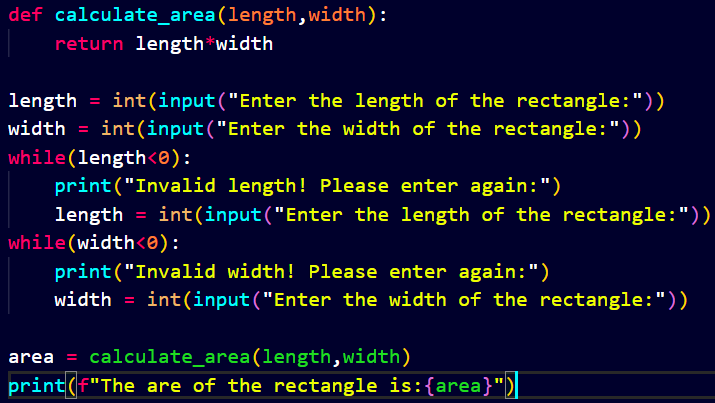 def calculate_area(length,width):
    return length*width

length = int(input("Enter the length of the rectangle:"))
width = int(input("Enter the width of the rectangle:"))
while(length<0):
    print("Invalid length! Please enter again:")
    length = int(input("Enter the length of the rectangle:"))
while(width<0):
    print("Invalid width! Please enter again:")
    width = int(input("Enter the width of the rectangle:"))

area = calculate_area(length,width)
print(f"The are of the rectangle is:{area}")